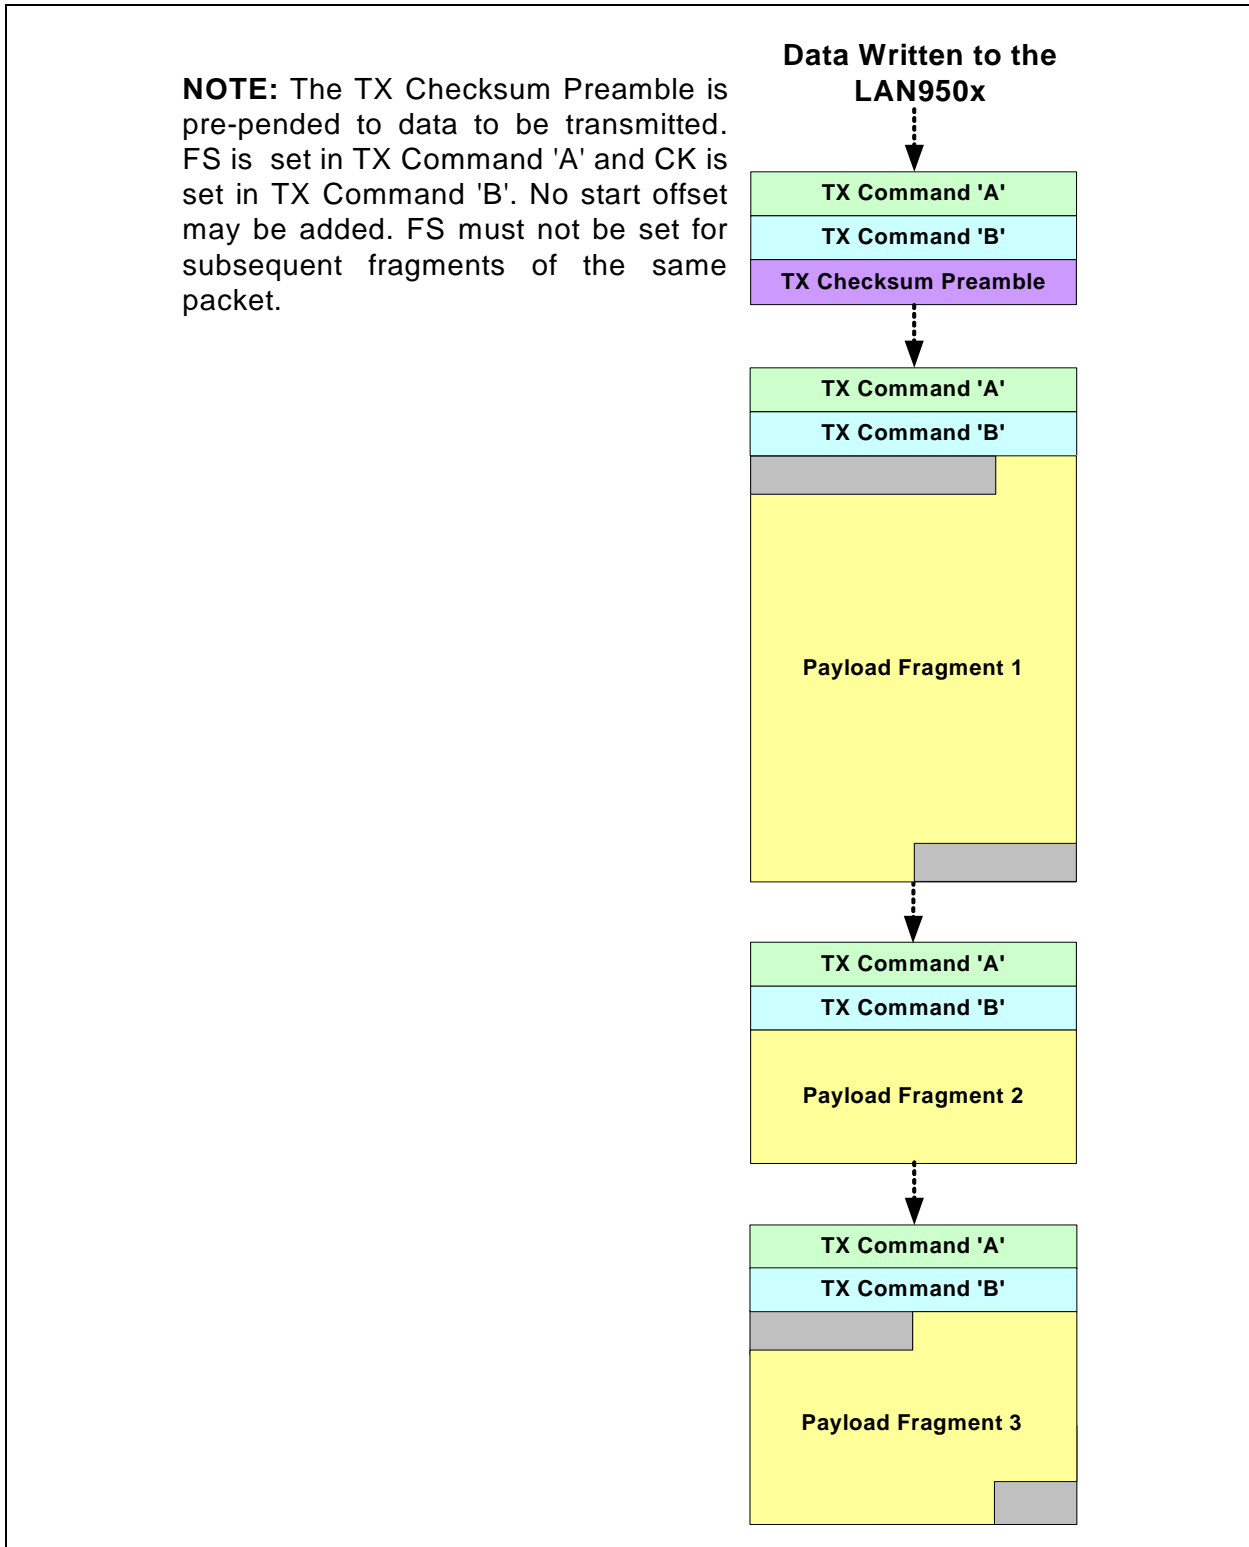 Data Written to the
LAN950x
NOTE: The TX Checksum Preamble is
pre-pended to data to be transmitted.
FS is set in TX Command 'A' and CK is
set in TX Command 'B'. No start offset
may be added. FS must not be set for
subsequent fragments of the same
packet.
TX Command 'A'
TX Command 'B'
TX Checksum Preamble
TX Command 'A'
TX Command 'B'
Payload Fragment 1
TX Command 'A'
TX Command 'B'
Payload Fragment 2
TX Command 'A'
TX Command 'B'
Payload Fragment 3